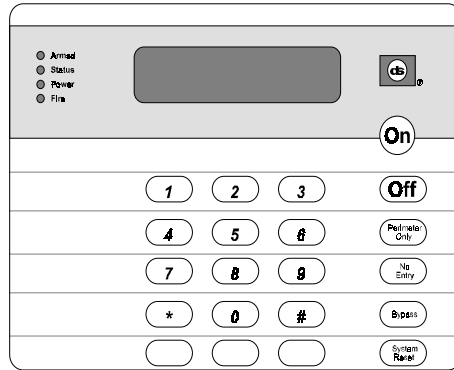 Armed
Status
Power
Fire
ds
®
On
1 2 3 Off
4 5 6 Perimeter
Only
7 8 9 No
Entry
* 0 # Bypass
System
Reset